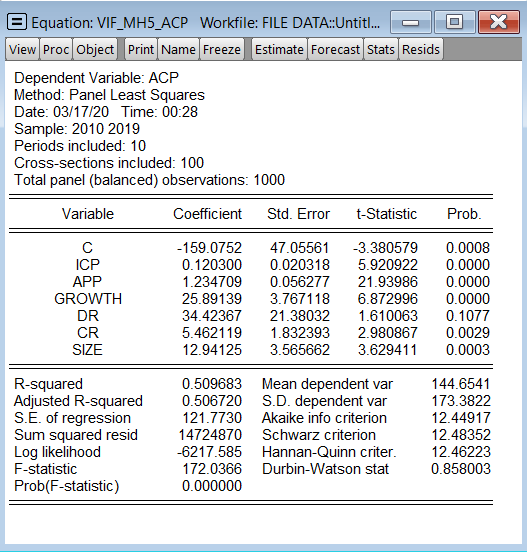 Equation: VIF_MH5_ACP Workfile: FILE DATA::Untitl...
View Proc Object Print Name Freeze Estimate Forecast Stats Resids
Dependent Variable: ACP
Method: Panel Least Squares
Date: 03/17/20 Time: 00:28
Sample: 2010 2019
Periods included: 10
Cross-sections included: 100
Total panel (balanced) observations: 1000
Variable Coefficient Std. Error t-Statistic Prob.
C -159.0752 47.05561 -3.380579 0.0008
ICP 0.120300 0.020318 5.920922 0.0000
APP 1.234709 0.056277 21.93986 0.0000
GROWTH 25.89139 3.767118 6.872996 0.0000
DR 34.42367 21.38032 1.610063 0.1077
CR 5.462119 1.832393 2.980867 0.0029
SIZE 12.94125 3.565662 3.629411 0.0003
R-squared 0.509683 Mean dependent var 144.6541
Adjusted R-squared 0.506720 S.D. dependent var 173.3822
S.E. of regression 121.7730 Akaike info criterion 12.44917
Sum squared resid 14724870 Schwarz criterion 12.48352
Log likelihood -6217.585 Hannan-Quinn criter. 12.46223
F-statistic 172.0366 Durbin-Watson stat 0.858003
Prob(F-statistic) 0.000000